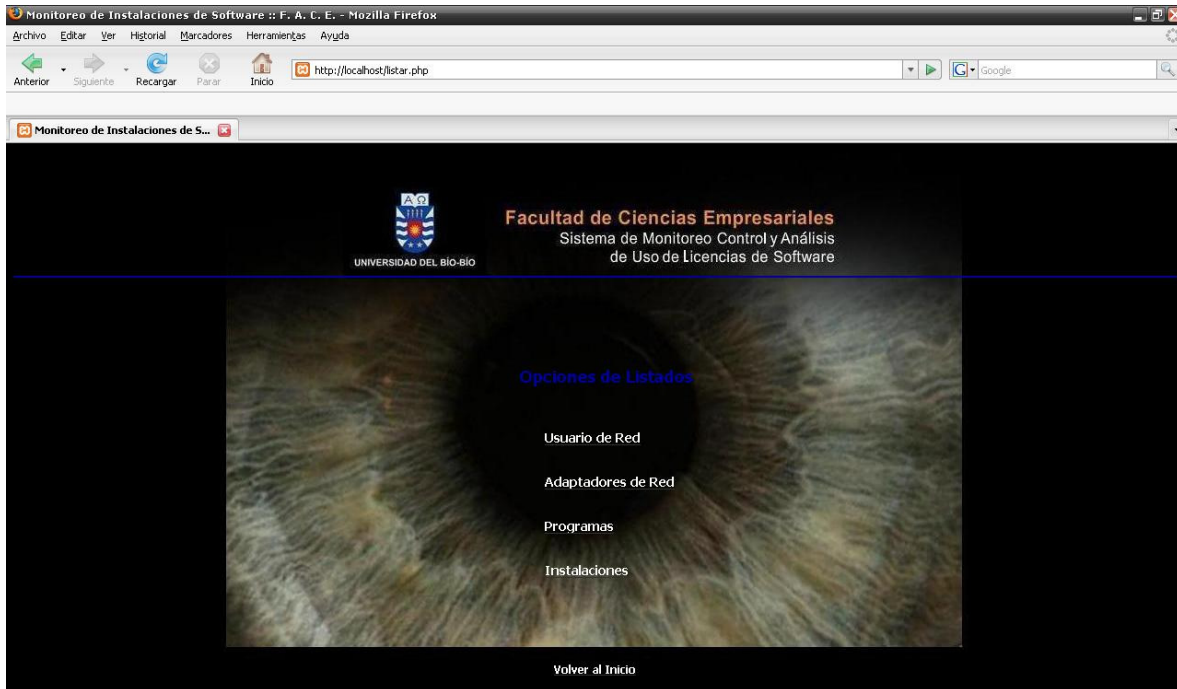 Monitoreo de Instalaciones de Software :: F. A. C. E. - Mozilla Firefox
Archivo Editar Ver Historial Marcadores Herramientas Ayuda
Anterior Siguiente Recargar Parar Inicio
http://localhost/listar.php
G Google
Monitoreo de Instalaciones de S...
ΑΩ
UNIVERSIDAD DEL BÍO-BÍO
Facultad de Ciencias Empresariales
Sistema de Monitoreo Control y Análisis
de Uso de Licencias de Software
Opciones de Listados
Usuario de Red
Adaptadores de Red
Programas
Instalaciones
Volver al Inicio